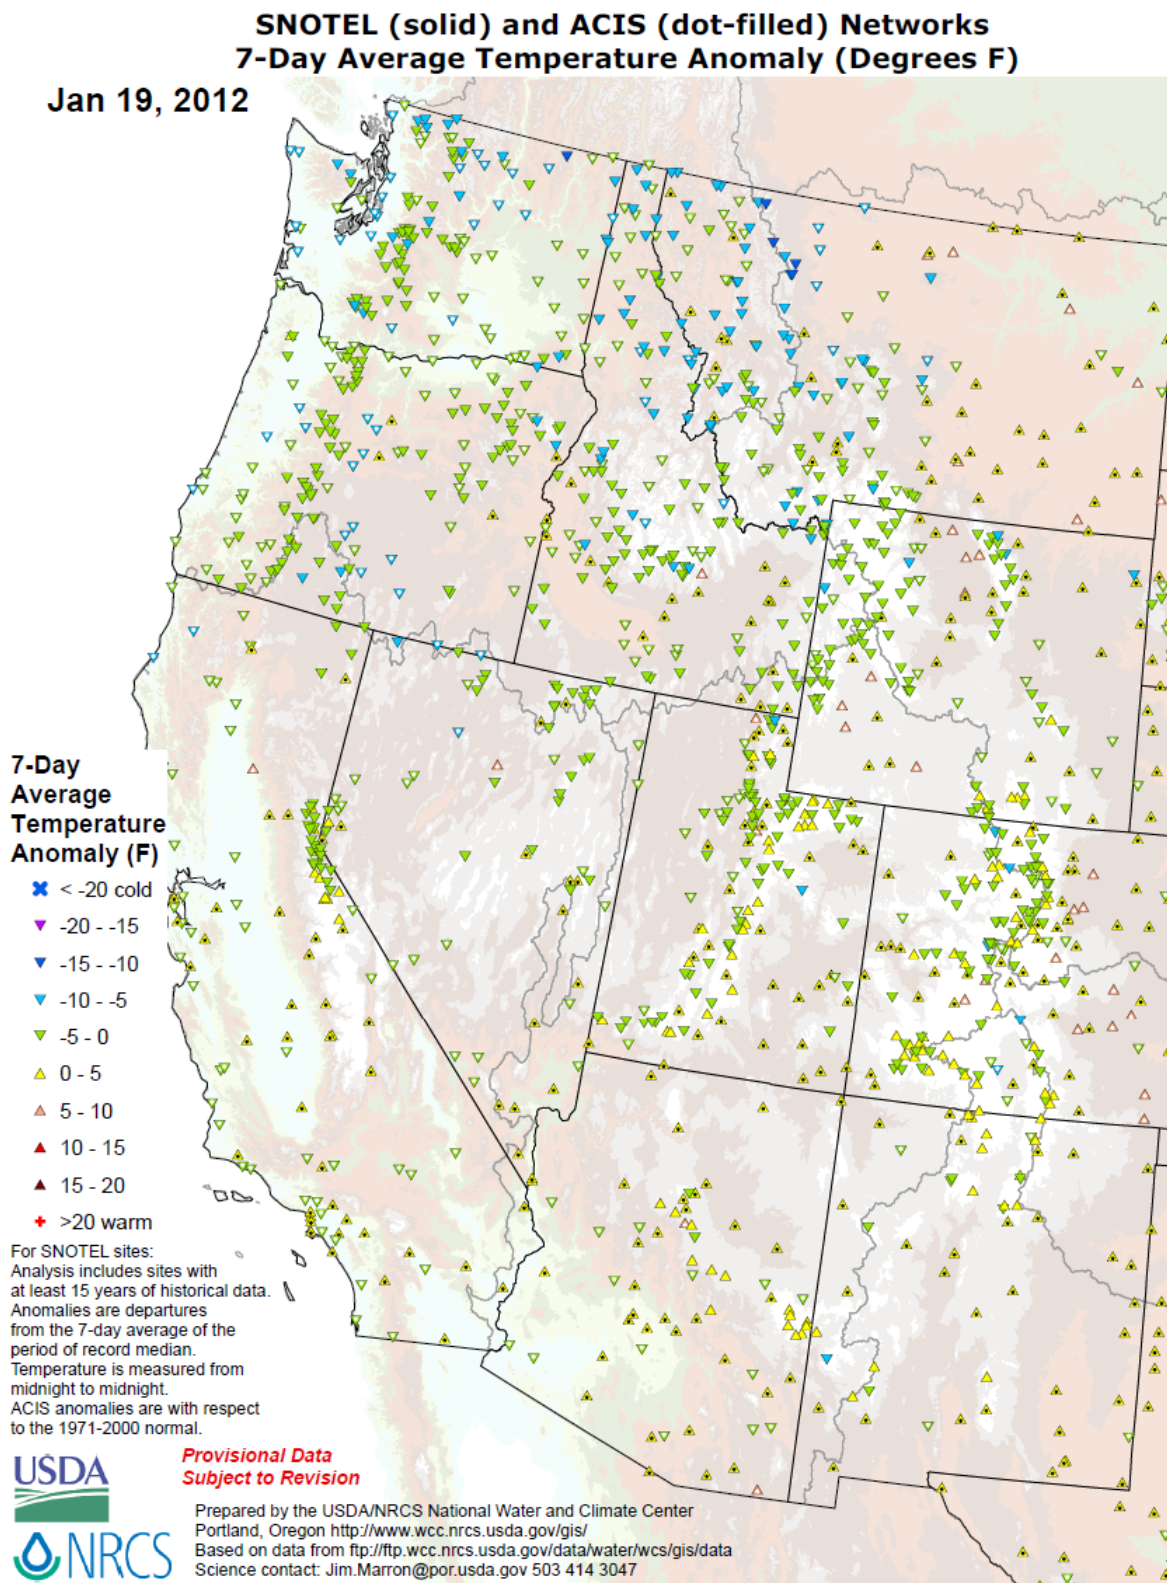 SNOTEL (solid) and ACIS (dot-filled) Networks
7-Day Average Temperature Anomaly (Degrees F)
Jan 19, 2012
7-Day
Average
Temperature
Anomaly (F)
< -20 cold
-20 - -15
-15 - -10
-10 - -5
-5 - 0
0 - 5
5 - 10
10 - 15
15 - 20
>20 warm
For SNOTEL sites:
Analysis includes sites with
at least 15 years of historical data.
Anomalies are departures
from the 7-day average of the
period of record median.
Temperature is measured from
midnight to midnight.
ACIS anomalies are with respect
to the 1971-2000 normal.
Provisional Data
Subject to Revision
USDA
NRCS
Prepared by the USDA/NRCS National Water and Climate Center
Portland, Oregon http://www.wcc.nrcs.usda.gov/gis/
Based on data from ftp://ftp.wcc.nrcs.usda.gov/data/water/wcs/gis/data
Science contact: Jim.Marron@por.usda.gov 503 414 3047